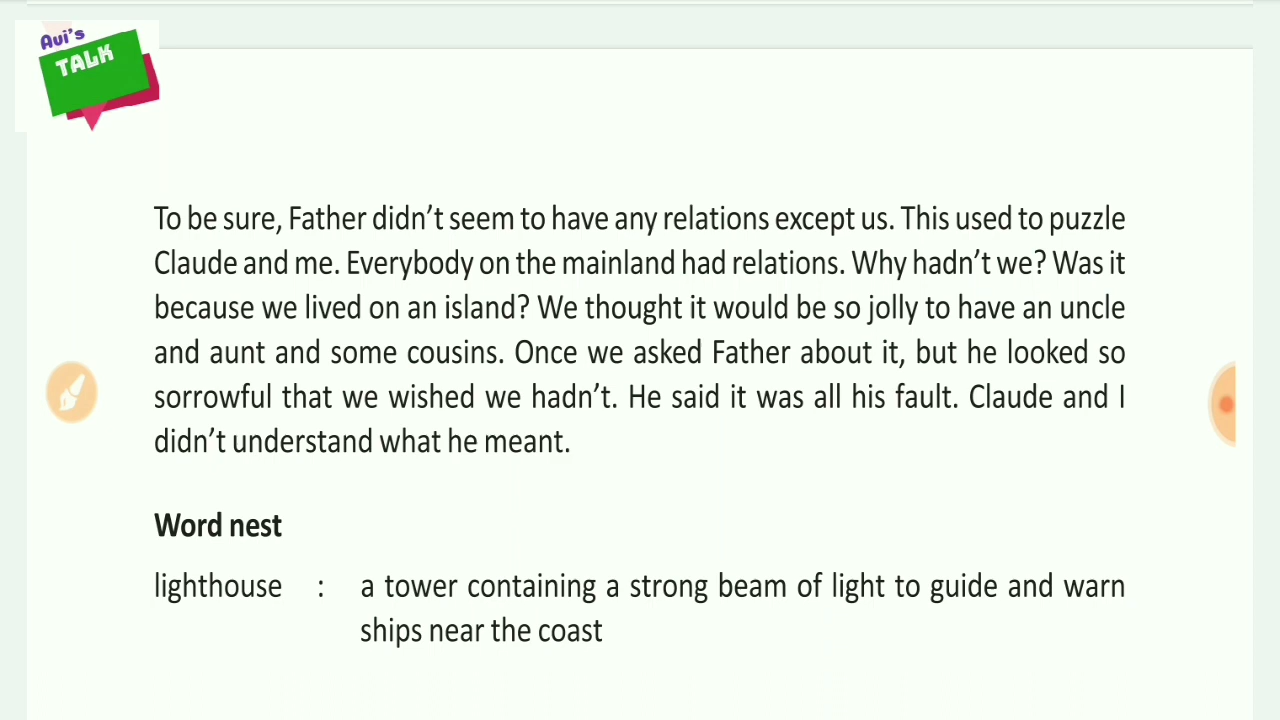 Avi's
TALK
To be sure, Father didn't seem to have any relations except us. This used to puzzle
Claude and me. Everybody on the mainland had relations. Why hadn't we? Was it
because we lived on an island? We thought it would be so jolly to have an uncle
and aunt and some cousins. Once we asked Father about it, but he looked so
sorrowful that we wished we hadn't. He said it was all his fault. Claude and I
didn't understand what he meant.
Word nest
lighthouse : a tower containing a strong beam of light to guide and warn
ships near the coast